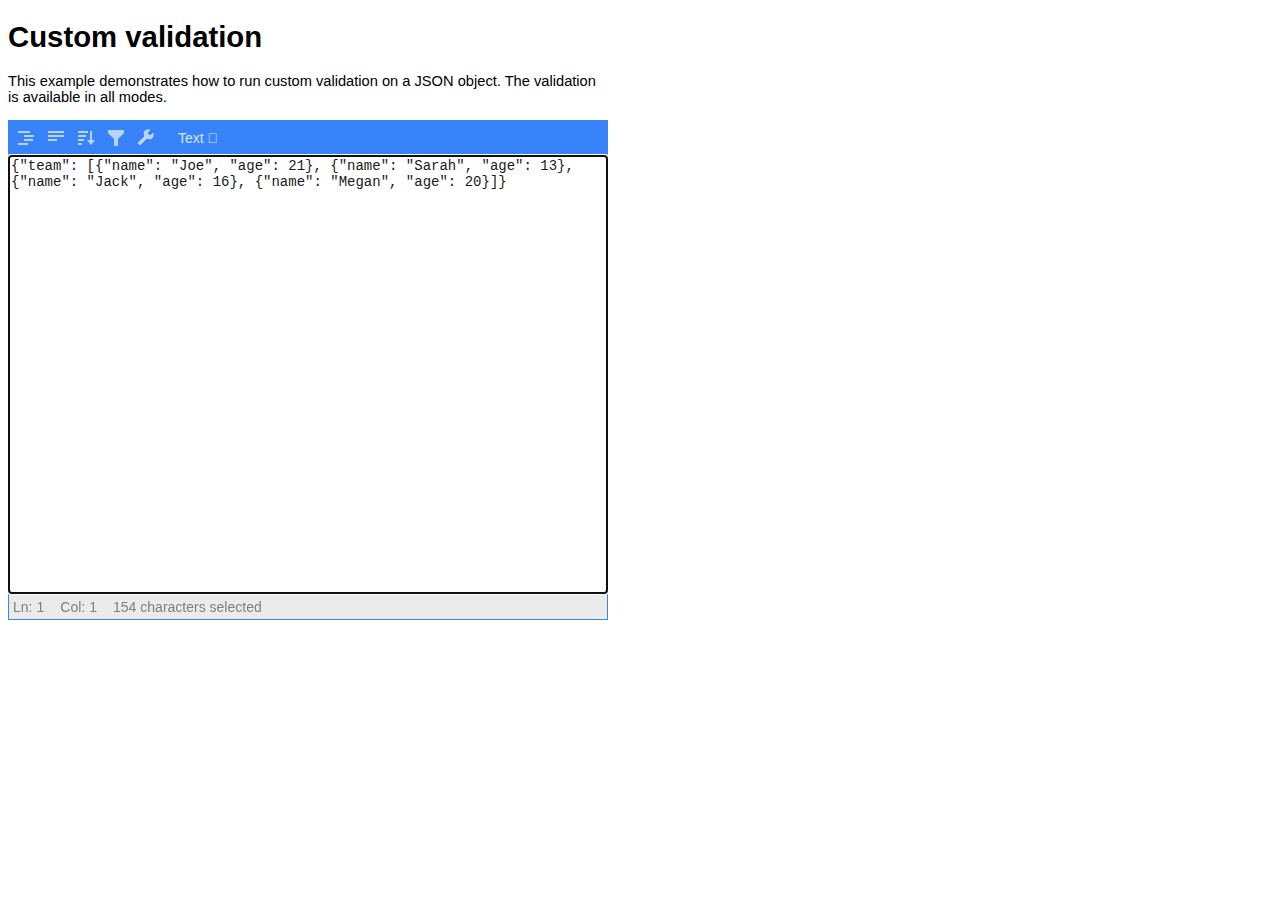 Custom validation
This example demonstrates how to run custom validation on a JSON object. The validation
is available in all modes.
Text
{"team": [{"name": "Joe", "age": 21}, {"name": "Sarah", "age": 13},
{"name": "Jack", "age": 16}, {"name": "Megan", "age": 20}]}
Ln: 1 Col: 1 154 characters selected